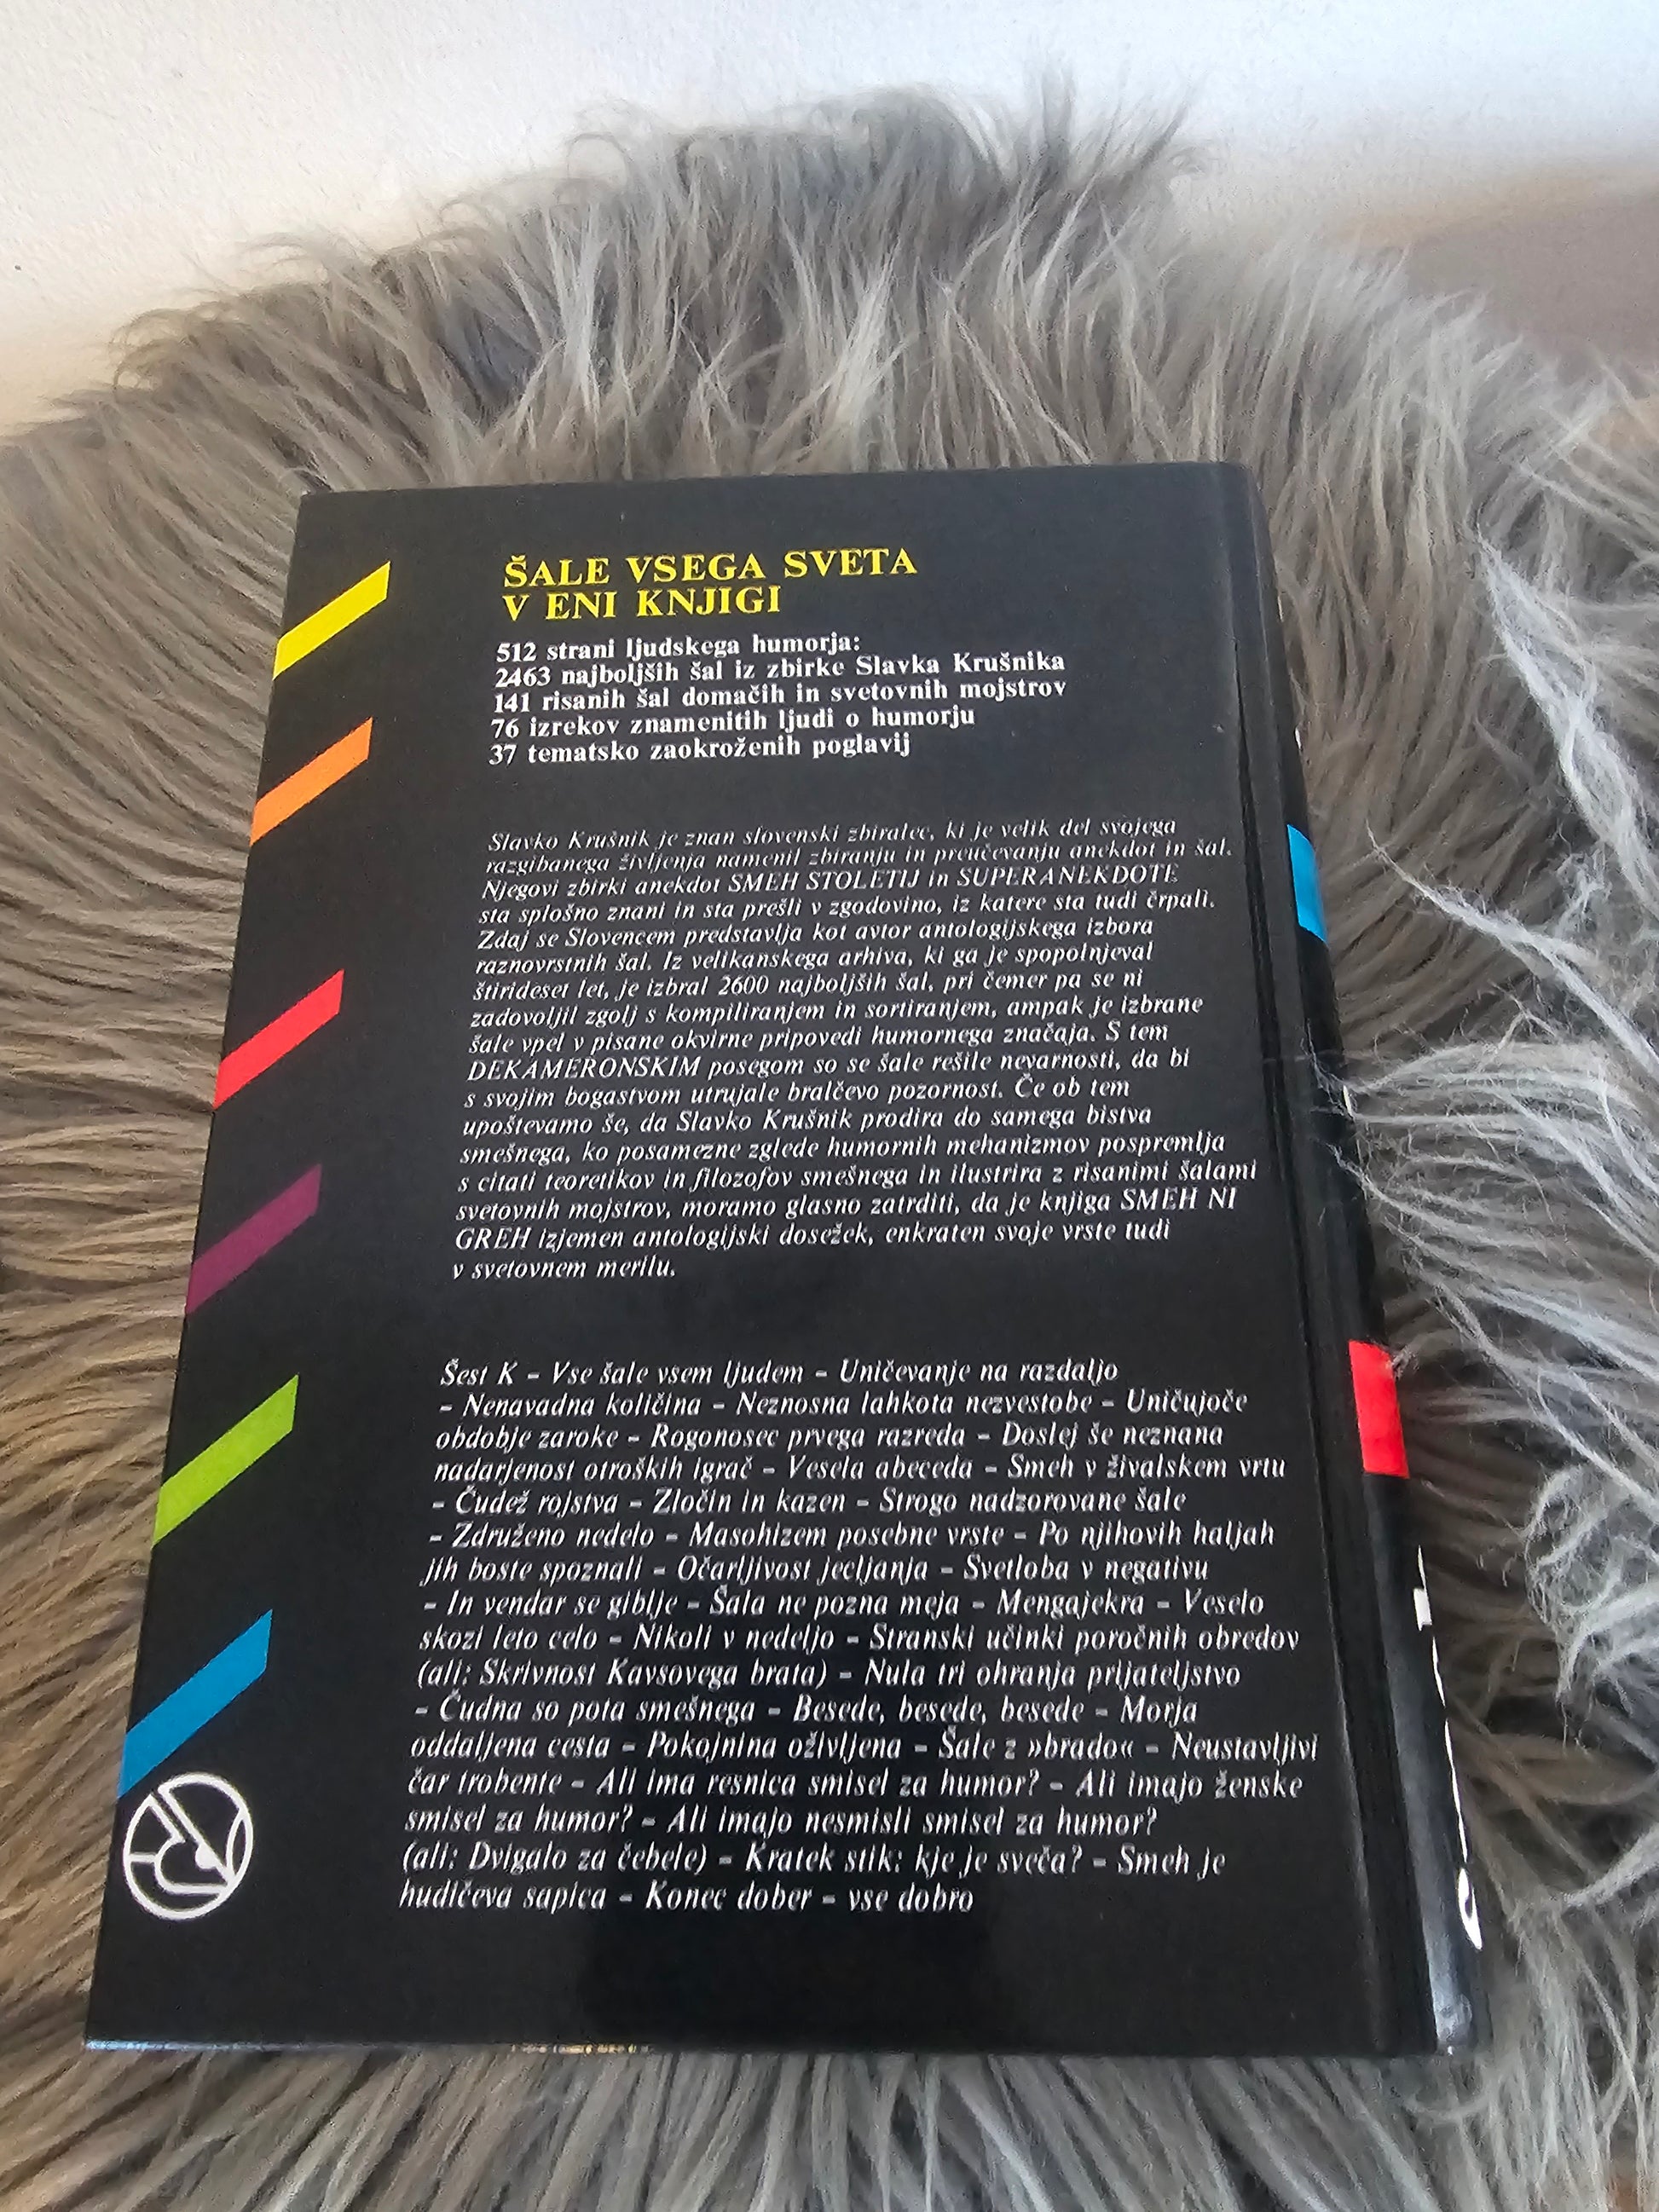 ŠALE VSEGA SVETA
V ENI KNJIGI
512 strani ljudskega humorja:
2463 najboljših šal iz zbirke Slavka Krušnika
141 risanih šal domačih in svetovnih mojstrov
76 izrekov znamenitih ljudi o humorju
37 tematsko zaokroženih poglavij
Slavko Krušnik je znan slovenski zbiralec, ki je velik del svojega
razgibanega življenja namenil zbiranju in preučevanju anekdot in šal.
Njegovi zbirki anekdot SMEH STOLETIJ in SUPERANEKDOTE
sta splošno znani in sta prešli v zgodovino, iz katere sta tudi črpali.
Zdaj se Slovencem predstavlja kot avtor antologijskega izbora
raznovrstnih šal. Iz velikanskega arhiva, ki ga je spopolnjeval
štirideset let, je izbral 2600 najboljših šal, pri čemer pa se ni
zadovoljil zgolj s kompiliranjem in sortiranjem, ampak je izbrane
šale vpel v pisane okvirne pripovedi humornega značaja. S tem
DEKAMERONSKIM posegom so se šale rešile nevarnosti, da bi
s svojim bogastvom utrujale bralčevo pozornost. Če ob tem
upoštevamo še, da Slavko Krušnik prodira do samega bistva
smešnega, ko posamezne zglede humornih mehanizmov pospremlja
s citati teoretikov in filozofov smešnega in ilustrira z risanimi šalami
svetovnih mojstrov, moramo glasno zatrditi, da je knjiga SMEH NI
GREH izjemen antologijski dosežek, enkraten svoje vrste tudi
v svetovnem merilu.
Šest K – Vse šale vsem ljudem – Uničevanje na razdaljo
– Nenavadna količina – Neznosna lahkota nezvestobe – Uničujoče
obdobje zaroke – Rogonosec prvega razreda – Doslej še neznana
nadarjenost otroških igrač – Vesela abeceda – Smeh v živalskem vrtu
– Čudež rojstva – Zločin in kazen – Strogo nadzorovane šale
– Združeno nedelo – Masohizem posebne vrste – Po njihovih haljah
jih boste spoznali – Očarljivost jecljanja – Svetloba v negativu
– In vendar se giblje – Šala ne pozna meja – Mengajekra – Veselo
skozi leto celo – Nikoli v nedeljo – Stranski učinki poročnih obredov
(ali: Skrivnost Kavsovega brata) – Nula tri ohranja prijateljstvo
– Čudna so pota smešnega – Besede, besede, besede – Morja
oddaljena cesta – Pokojnina oživljena – Šale z »brado« – Neustavljivi
čar trobente – Ali ima resnica smisel za humor? – Ali imajo ženske
smisel za humor? – Ali imajo nesmisli smisel za humor?
(ali: Dvigalo za čebele) – Kratek stik: kje je sveča? – Smeh je
hudičeva sapica – Konec dober – vse dobro